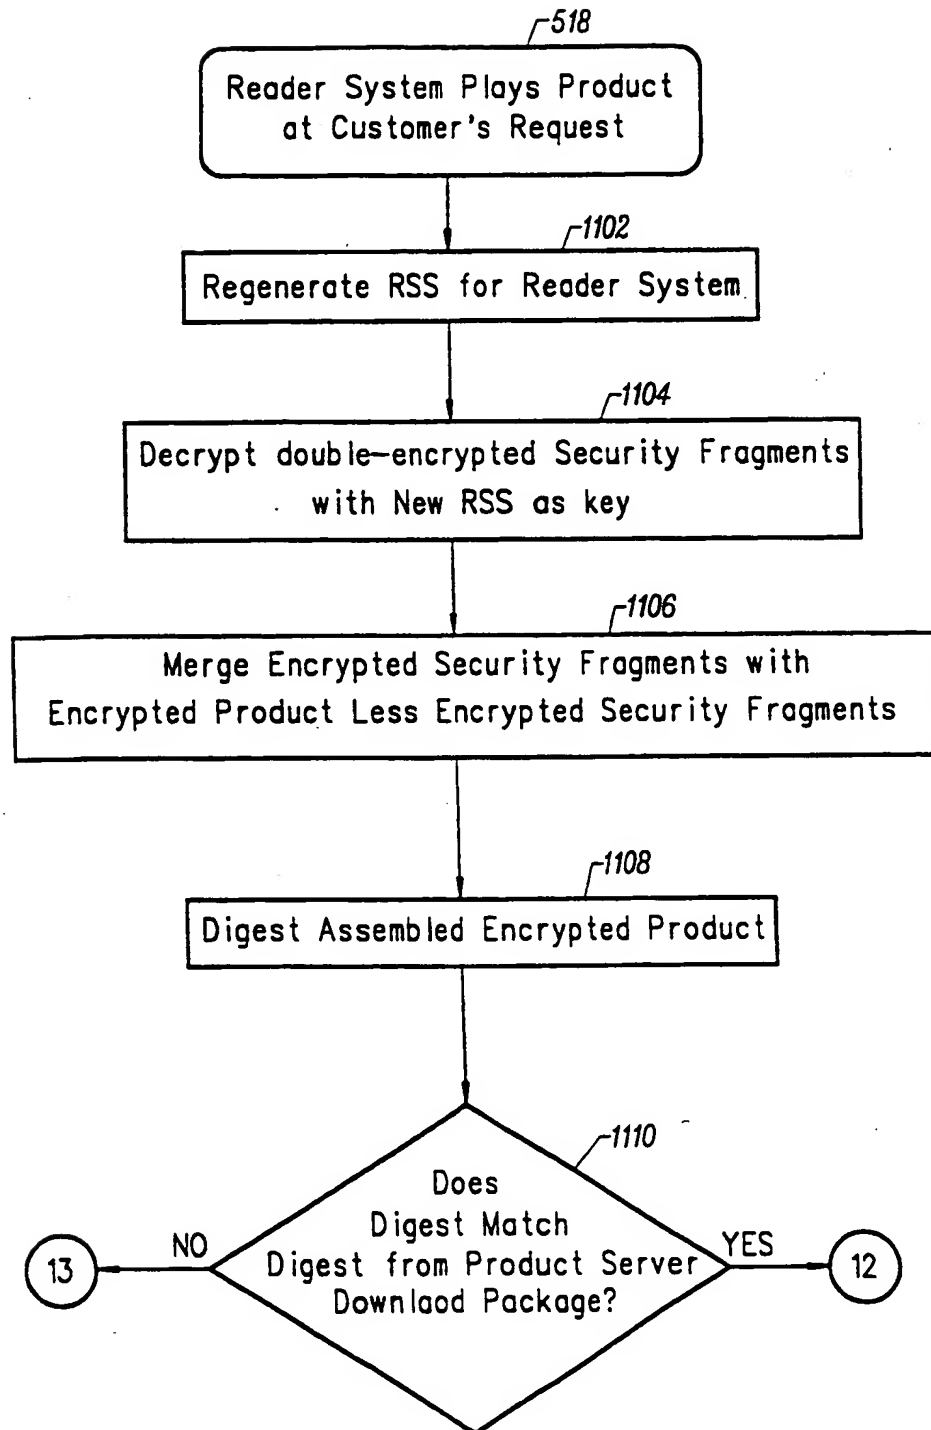 518
Reader System Plays Product
at Customer's Request
1102
Regenerate RSS for Reader System
1104
Decrypt double-encrypted Security Fragments
with New RSS as key
1106
Merge Encrypted Security Fragments with
Encrypted Product Less Encrypted Security Fragments
1108
Digest Assembled Encrypted Product
1110
Does
Digest Match
Digest from Product Server
Downlaod Package?
NO
YES
13
12